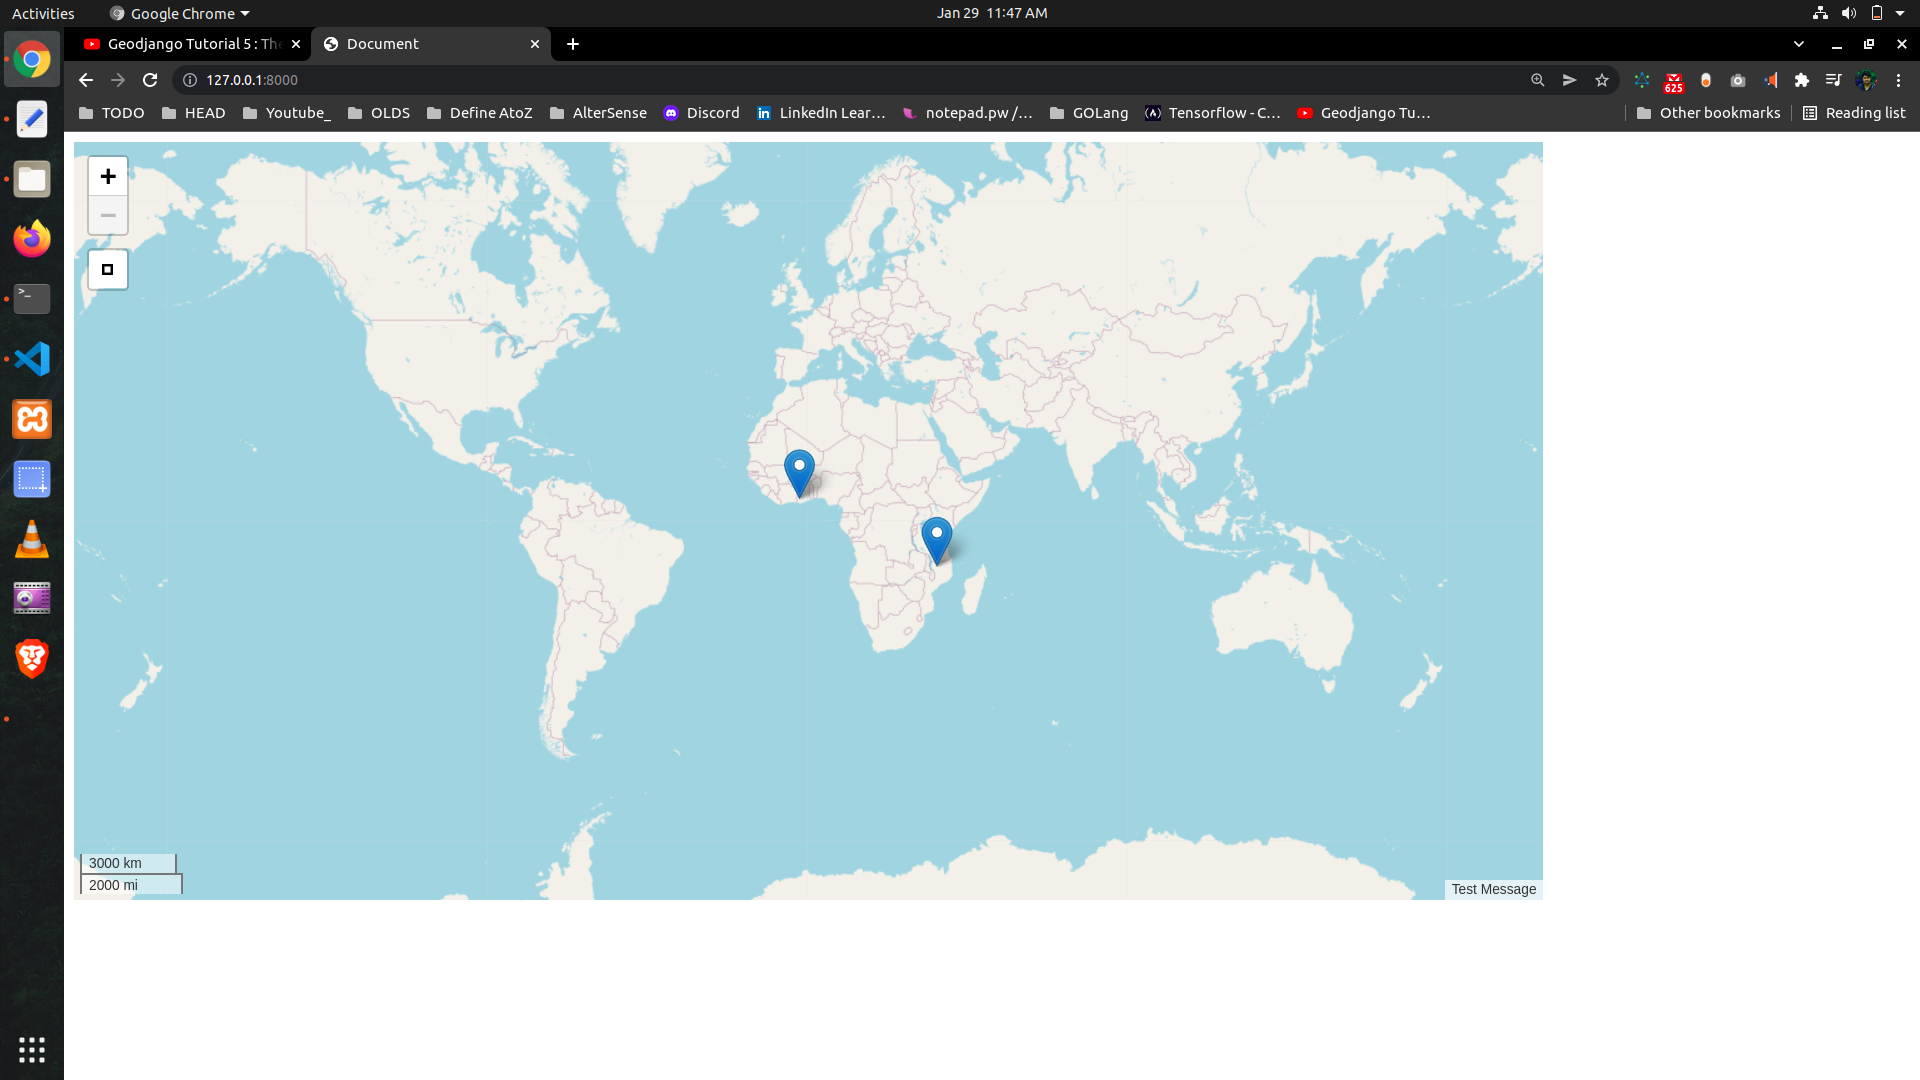 Activities Google Chrome Jan 29 11:47 AM
Geodjango Tutorial 5 : The Document
127.0.0.1:8000
625
TODO HEAD Youtube_ OLDS Define AtoZ AlterSense Discord LinkedIn Lear... notepad.pw /... GOLang Tensorflow - C... Geodjango Tu... Other bookmarks Reading list
+
−
3000 km
2000 mi
Test Message